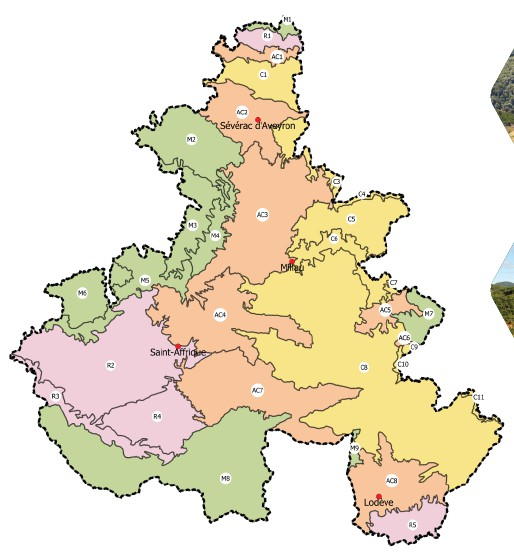 M1
R1
AC1
C1
AC2
Sévérac d'Aveyron
M2
C3
C4
AC3
C5
M3
M4
C6
Millau
M5
C7
M6
AC4
AC5
M7
AC6
C9
Saint-Affrique
C10
R2
C8
AC7
R3
C11
R4
M9
M8
AC8
Lodève
R5